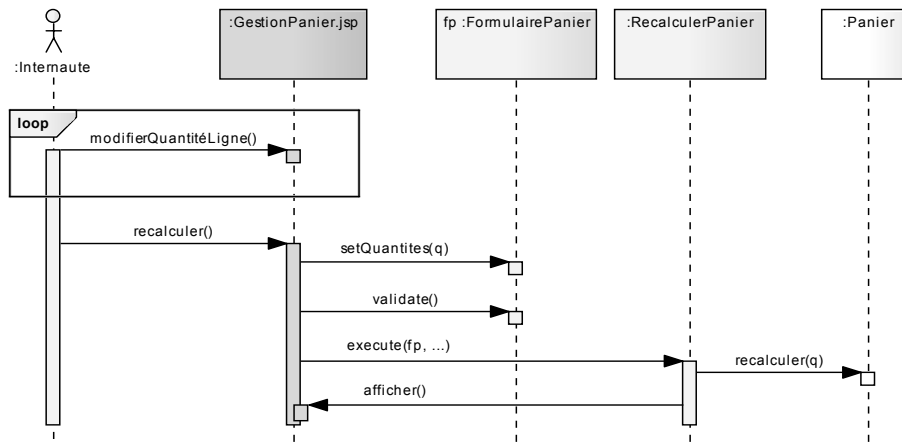 :GestionPanier.jsp
fp :FormulairePanier
:RecalculerPanier
:Panier
:Internaute
loop
modifierQuantitéLigne()
recalculer()
setQuantites(q)
validate()
execute(fp, ...)
recalculer(q)
afficher()